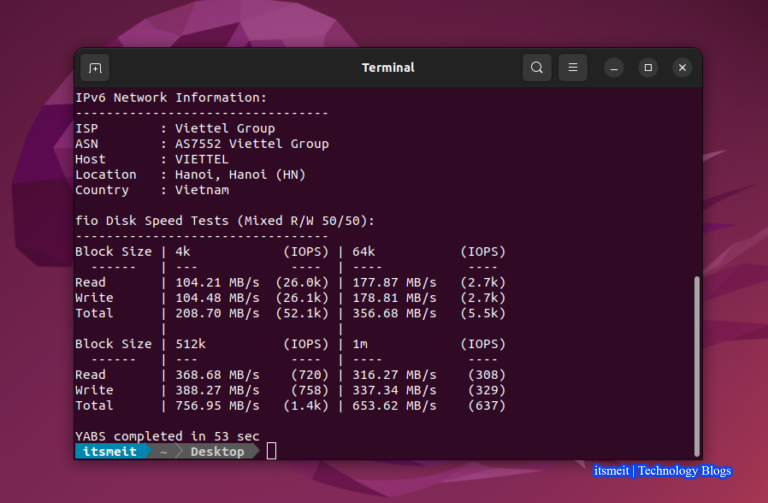 Terminal
IPv6 Network Information:
---------------------------------
ISP        : Viettel Group
ASN        : AS7552 Viettel Group
Host       : VIETTEL
Location   : Hanoi, Hanoi (HN)
Country    : Vietnam
fio Disk Speed Tests (Mixed R/W 50/50):
---------------------------------
Block Size | 4k            (IOPS) | 64k           (IOPS)
  ------   | ---            ----  | ----           ----
Read       | 104.21 MB/s  (26.0k) | 177.87 MB/s   (2.7k)
Write      | 104.48 MB/s  (26.1k) | 178.81 MB/s   (2.7k)
Total      | 208.70 MB/s  (52.1k) | 356.68 MB/s   (5.5k)
           |                      |
Block Size | 512k          (IOPS) | 1m            (IOPS)
  ------   | ---            ----  | ----           ----
Read       | 368.68 MB/s    (720) | 316.27 MB/s    (308)
Write      | 388.27 MB/s    (758) | 337.34 MB/s    (329)
Total      | 756.95 MB/s   (1.4k) | 653.62 MB/s    (637)
YABS completed in 53 sec
itsmeit ~ Desktop
itsmeit | Technology Blogs